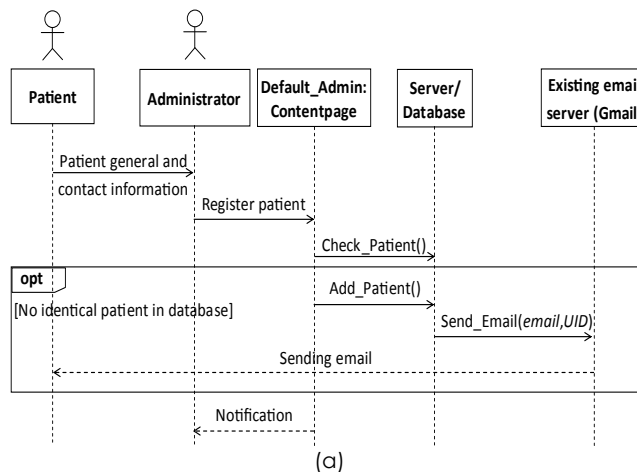 Patient
Administrator
Default_Admin:
Contentpage
Server/
Database
Existing email
server (Gmail
Patient general and
contact information
Register patient
Check_Patient()
opt
Add_Patient()
[No identical patient in database]
Send_Email(email,UID)
Sending email
Notification
(a)